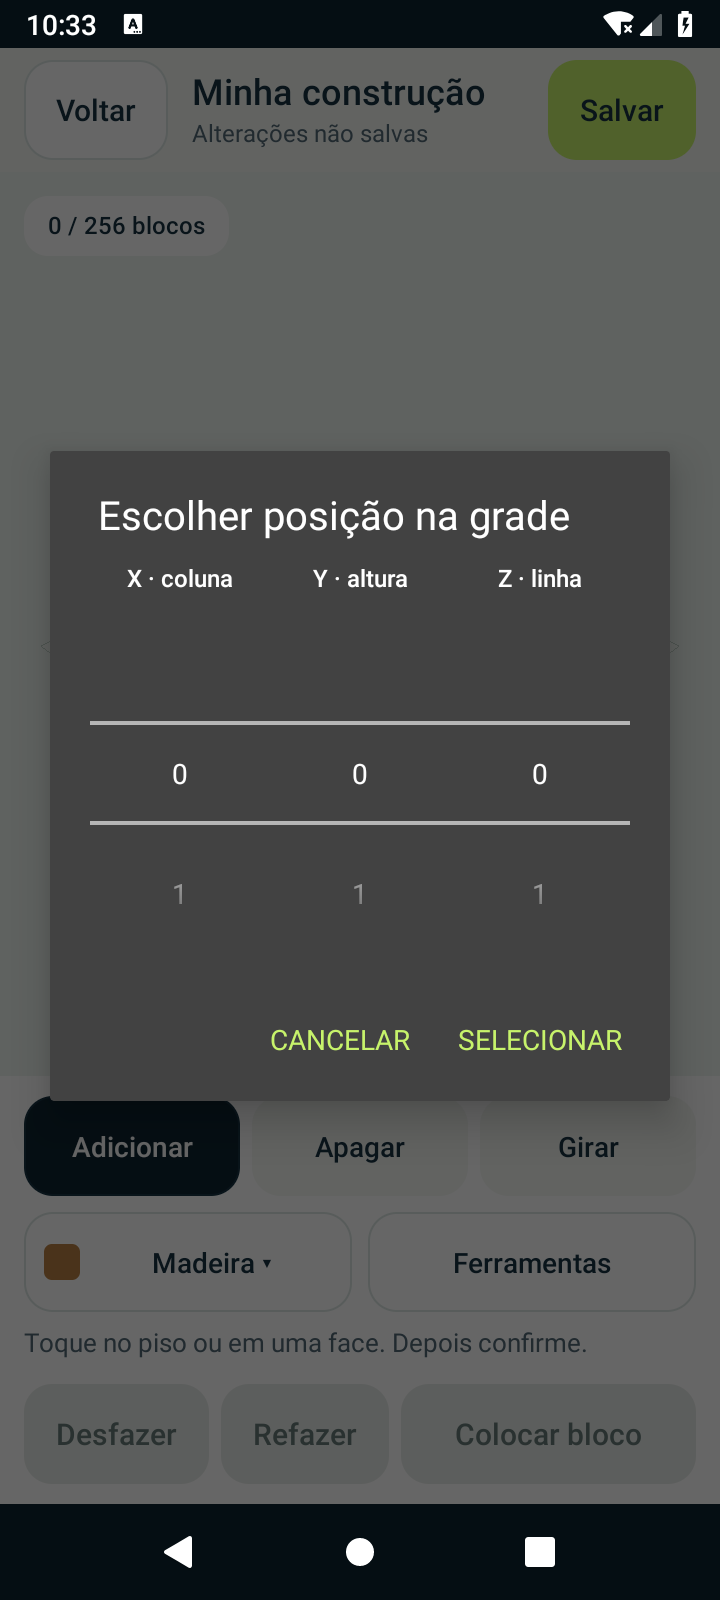 10:33
Voltar
Minha construção
Alterações não salvas
Salvar
0 / 256 blocos
Escolher posição na grade
X · coluna Y · altura Z · linha
0 0 0
1 1 1
CANCELAR SELECIONAR
Adicionar Apagar Girar
Madeira ▾ Ferramentas
Toque no piso ou em uma face. Depois confirme.
Desfazer Refazer Colocar bloco